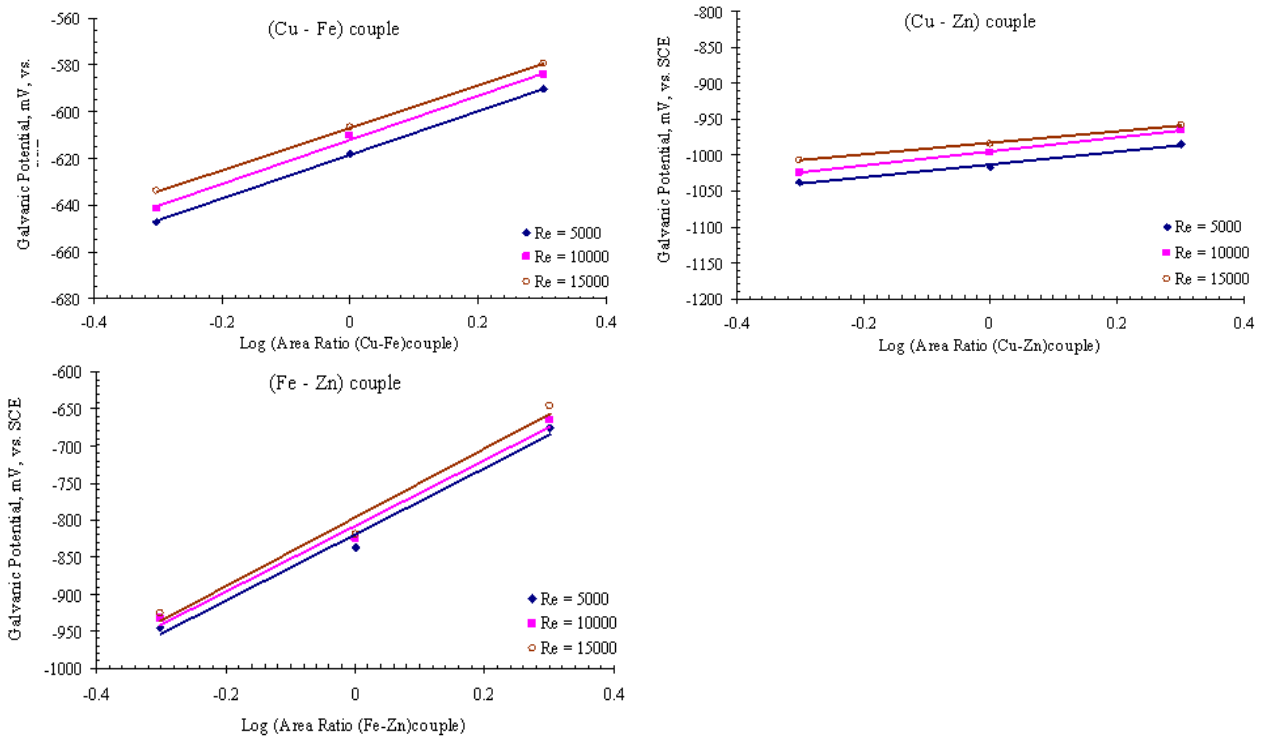 (Cu - Fe) couple
Galvanic Potential, mV, vs.
-560
-580
-600
-620
-640
-660
-680
Re = 5000
Re = 10000
Re = 15000
-0.4
-0.2
0
0.2
0.4
Log (Area Ratio (Cu-Fe)couple)
(Cu - Zn) couple
Galvanic Potential, mV, vs. SCE
-800
-850
-900
-950
-1000
-1050
-1100
-1150
-1200
Re = 5000
Re = 10000
Re = 15000
-0.4
-0.2
0
0.2
0.4
Log (Area Ratio (Cu-Zn)couple)
(Fe - Zn) couple
Galvanic Potential, mV, vs. SCE
-600
-650
-700
-750
-800
-850
-900
-950
-1000
Re = 5000
Re = 10000
Re = 15000
-0.4
-0.2
0
0.2
0.4
Log (Area Ratio (Fe-Zn)couple)